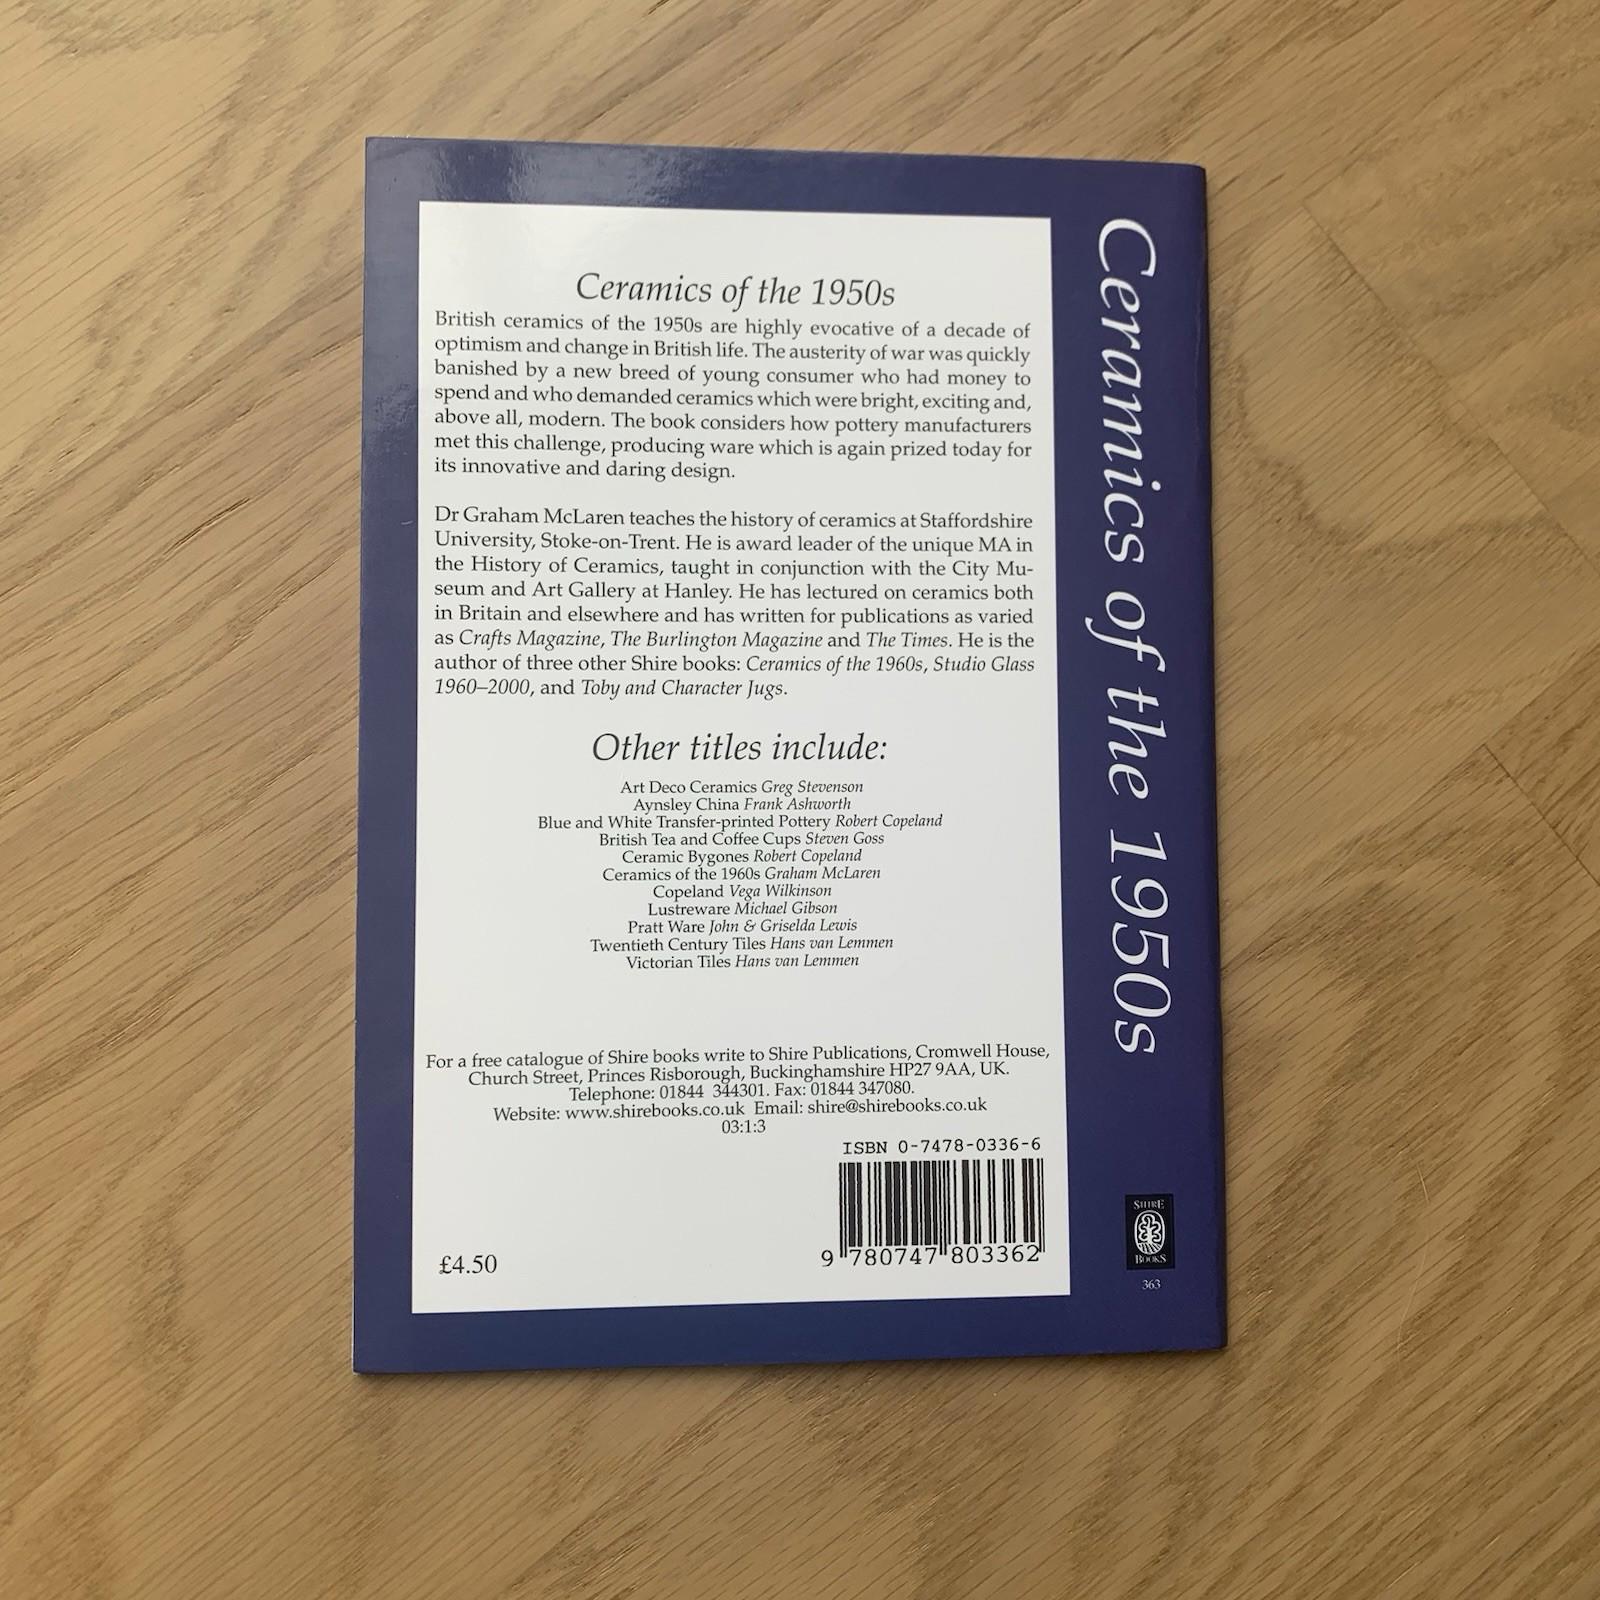 Ceramics of the 1950s
British ceramics of the 1950s are highly evocative of a decade of
optimism and change in British life. The austerity of war was quickly
banished by a new breed of young consumer who had money to
spend and who demanded ceramics which were bright, exciting and,
above all, modern. The book considers how pottery manufacturers
met this challenge, producing ware which is again prized today for
its innovative and daring design.
Dr Graham McLaren teaches the history of ceramics at Staffordshire
University, Stoke-on-Trent. He is award leader of the unique MA in
the History of Ceramics, taught in conjunction with the City Mu-
seum and Art Gallery at Hanley. He has lectured on ceramics both
in Britain and elsewhere and has written for publications as varied
as Crafts Magazine, The Burlington Magazine and The Times. He is the
author of three other Shire books: Ceramics of the 1960s, Studio Glass
1960–2000, and Toby and Character Jugs.
Other titles include:
Art Deco Ceramics Greg Stevenson
Aynsley China Frank Ashworth
Blue and White Transfer-printed Pottery Robert Copeland
British Tea and Coffee Cups Steven Goss
Ceramic Bygones Robert Copeland
Ceramics of the 1960s Graham McLaren
Copeland Vega Wilkinson
Lustreware Michael Gibson
Pratt Ware John & Griselda Lewis
Twentieth Century Tiles Hans van Lemmen
Victorian Tiles Hans van Lemmen
For a free catalogue of Shire books write to Shire Publications, Cromwell House,
Church Street, Princes Risborough, Buckinghamshire HP27 9AA, UK.
Telephone: 01844 344301. Fax: 01844 347080.
Website: www.shirebooks.co.uk Email: shire@shirebooks.co.uk
03:1:3
ISBN 0-7478-0336-6
9 780747 803362
£4.50
Ceramics of the 1950s
SHIRE
BOOKS
363